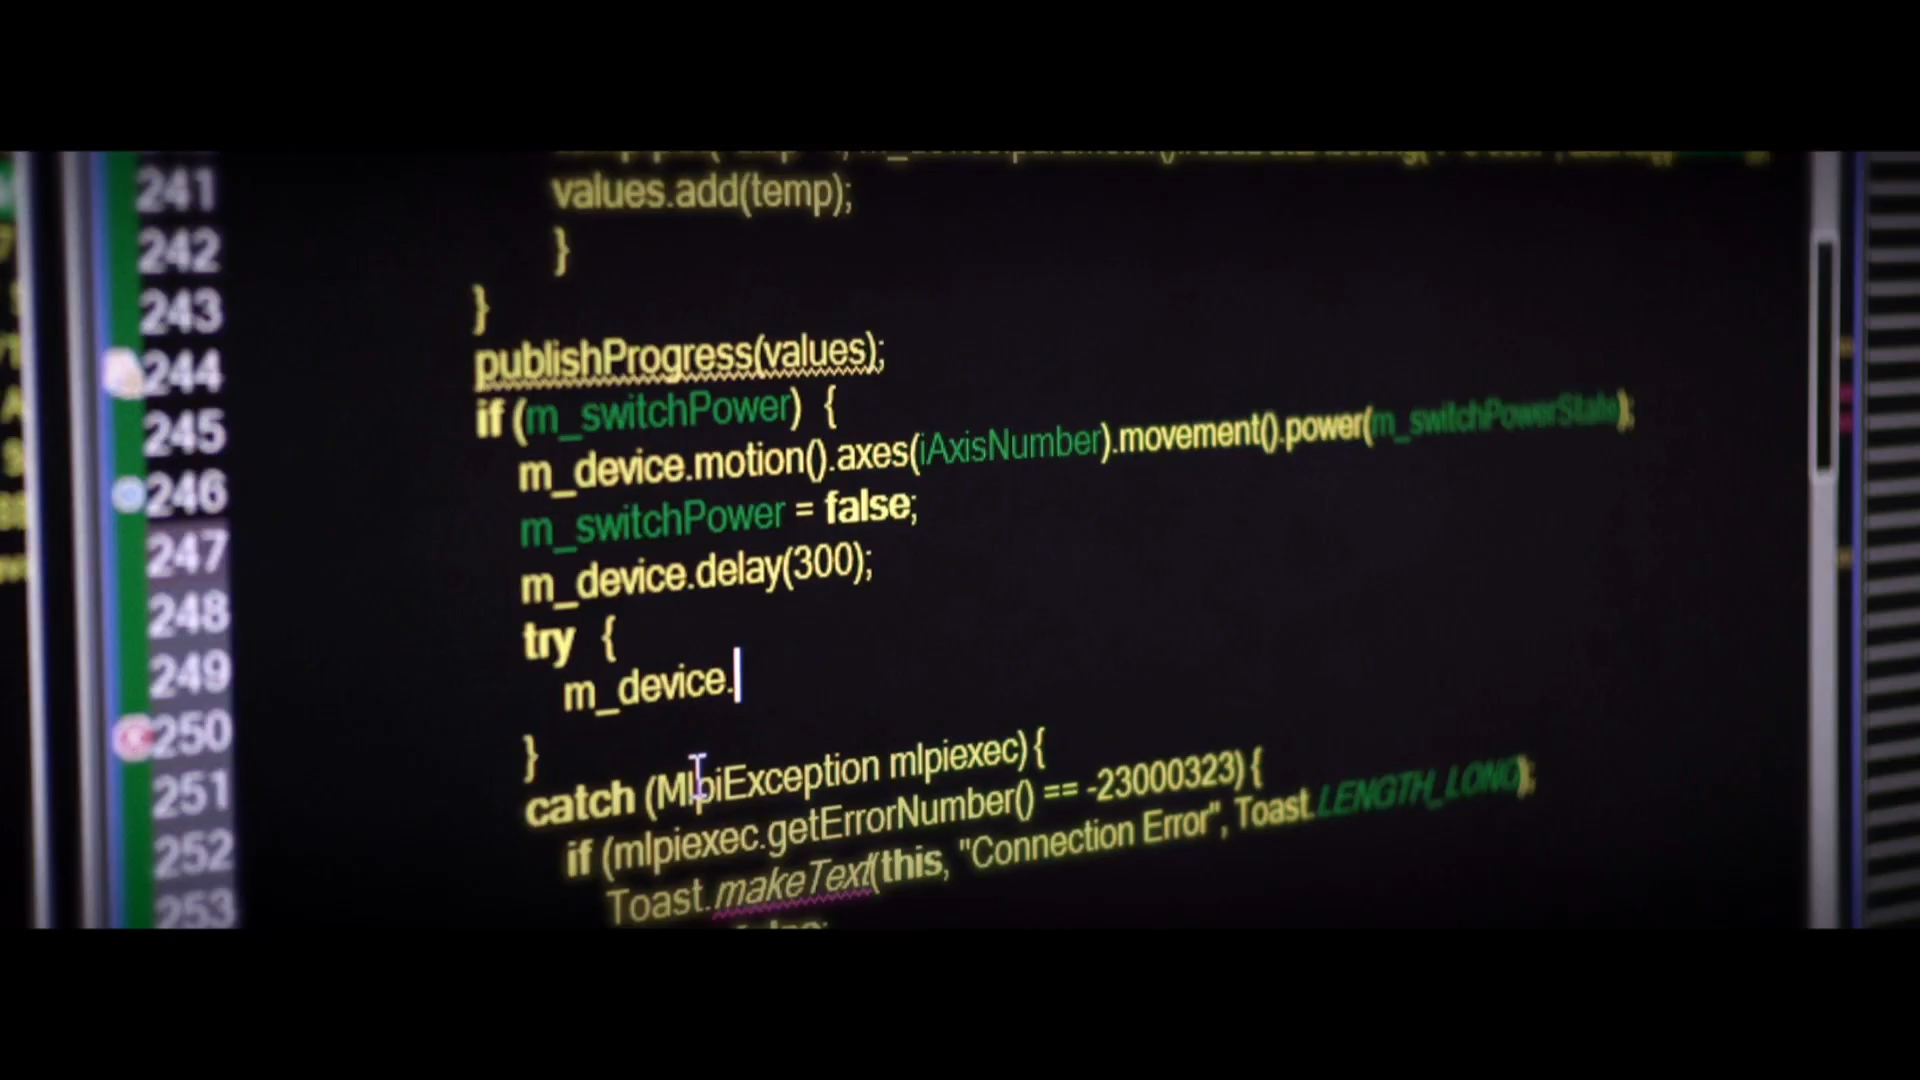 241 values.add(temp);
242 }
243 }
244 publishProgress(values);
245 if (m_switchPower) {
246 m_device.motion().axes(iAxisNumber).movement().power(m_switchPowerState);
247 m_switchPower = false;
248 m_device.delay(300);
249 try {
250 m_device.
251 }
252 catch (MlpiException mlpiexec) {
253 if (mlpiexec.getErrorNumber() == -23000323) {
Toast.makeText(this, "Connection Error", Toast.LENGTH_LONG);